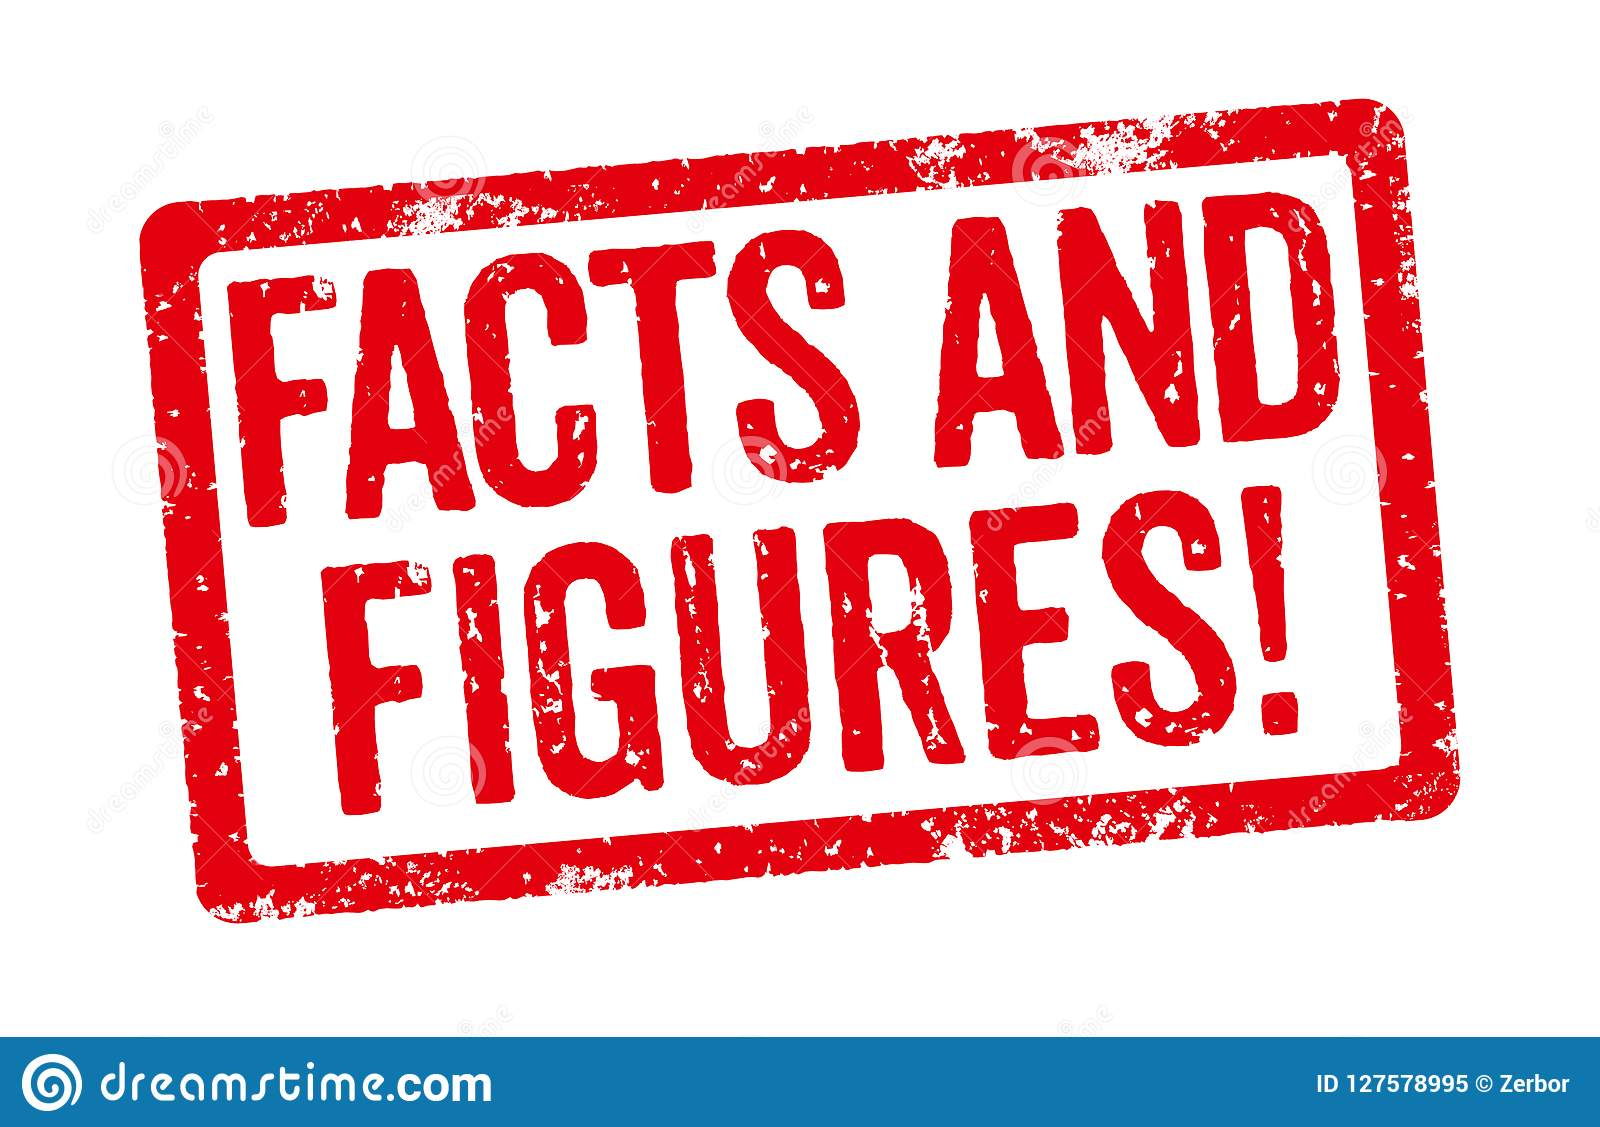 FACTS AND
FIGURES!
dreamstime.com
ID 127578995 © Zerbor